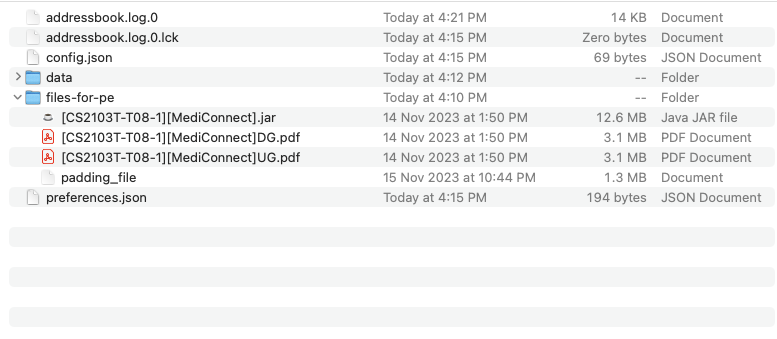 addressbook.log.0 Today at 4:21 PM 14 KB Document
addressbook.log.0.lck Today at 4:15 PM Zero bytes Document
config.json Today at 4:15 PM 69 bytes JSON Document
data Today at 4:12 PM -- Folder
files-for-pe Today at 4:10 PM -- Folder
[CS2103T-T08-1][MediConnect].jar 14 Nov 2023 at 1:50 PM 12.6 MB Java JAR file
[CS2103T-T08-1][MediConnect]DG.pdf 14 Nov 2023 at 1:50 PM 3.1 MB PDF Document
[CS2103T-T08-1][MediConnect]UG.pdf 14 Nov 2023 at 1:50 PM 3.1 MB PDF Document
padding_file 15 Nov 2023 at 10:44 PM 1.3 MB Document
preferences.json Today at 4:15 PM 194 bytes JSON Document